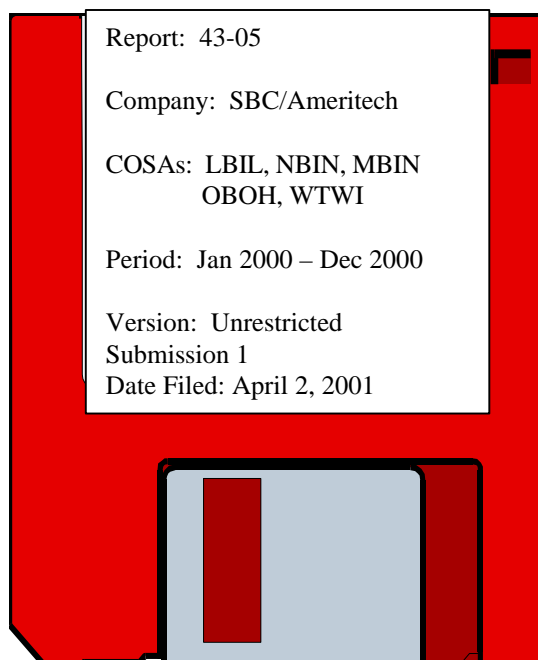 Report: 43-05
Company: SBC/Ameritech
COSAs: LBIL, NBIN, MBIN
OBOH, WTWI
Period: Jan 2000 – Dec 2000
Version: Unrestricted
Submission 1
Date Filed: April 2, 2001